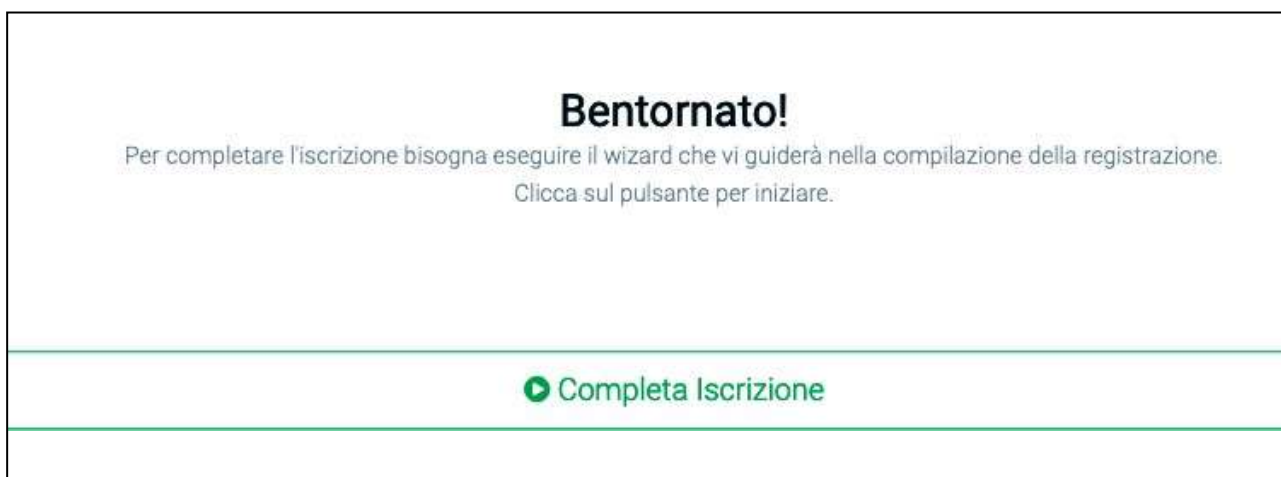 Bentornato!
Per completare l'iscrizione bisogna eseguire il wizard che vi guiderà nella compilazione della registrazione.
Clicca sul pulsante per iniziare.
Completa Iscrizione